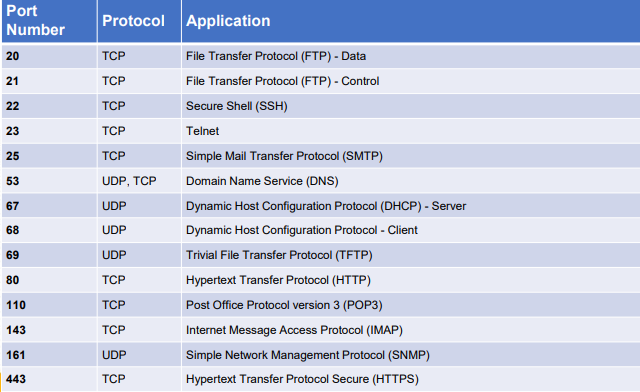 Port Number Protocol Application
20 TCP File Transfer Protocol (FTP) - Data
21 TCP File Transfer Protocol (FTP) - Control
22 TCP Secure Shell (SSH)
23 TCP Telnet
25 TCP Simple Mail Transfer Protocol (SMTP)
53 UDP, TCP Domain Name Service (DNS)
67 UDP Dynamic Host Configuration Protocol (DHCP) - Server
68 UDP Dynamic Host Configuration Protocol - Client
69 UDP Trivial File Transfer Protocol (TFTP)
80 TCP Hypertext Transfer Protocol (HTTP)
110 TCP Post Office Protocol version 3 (POP3)
143 TCP Internet Message Access Protocol (IMAP)
161 UDP Simple Network Management Protocol (SNMP)
443 TCP Hypertext Transfer Protocol Secure (HTTPS)